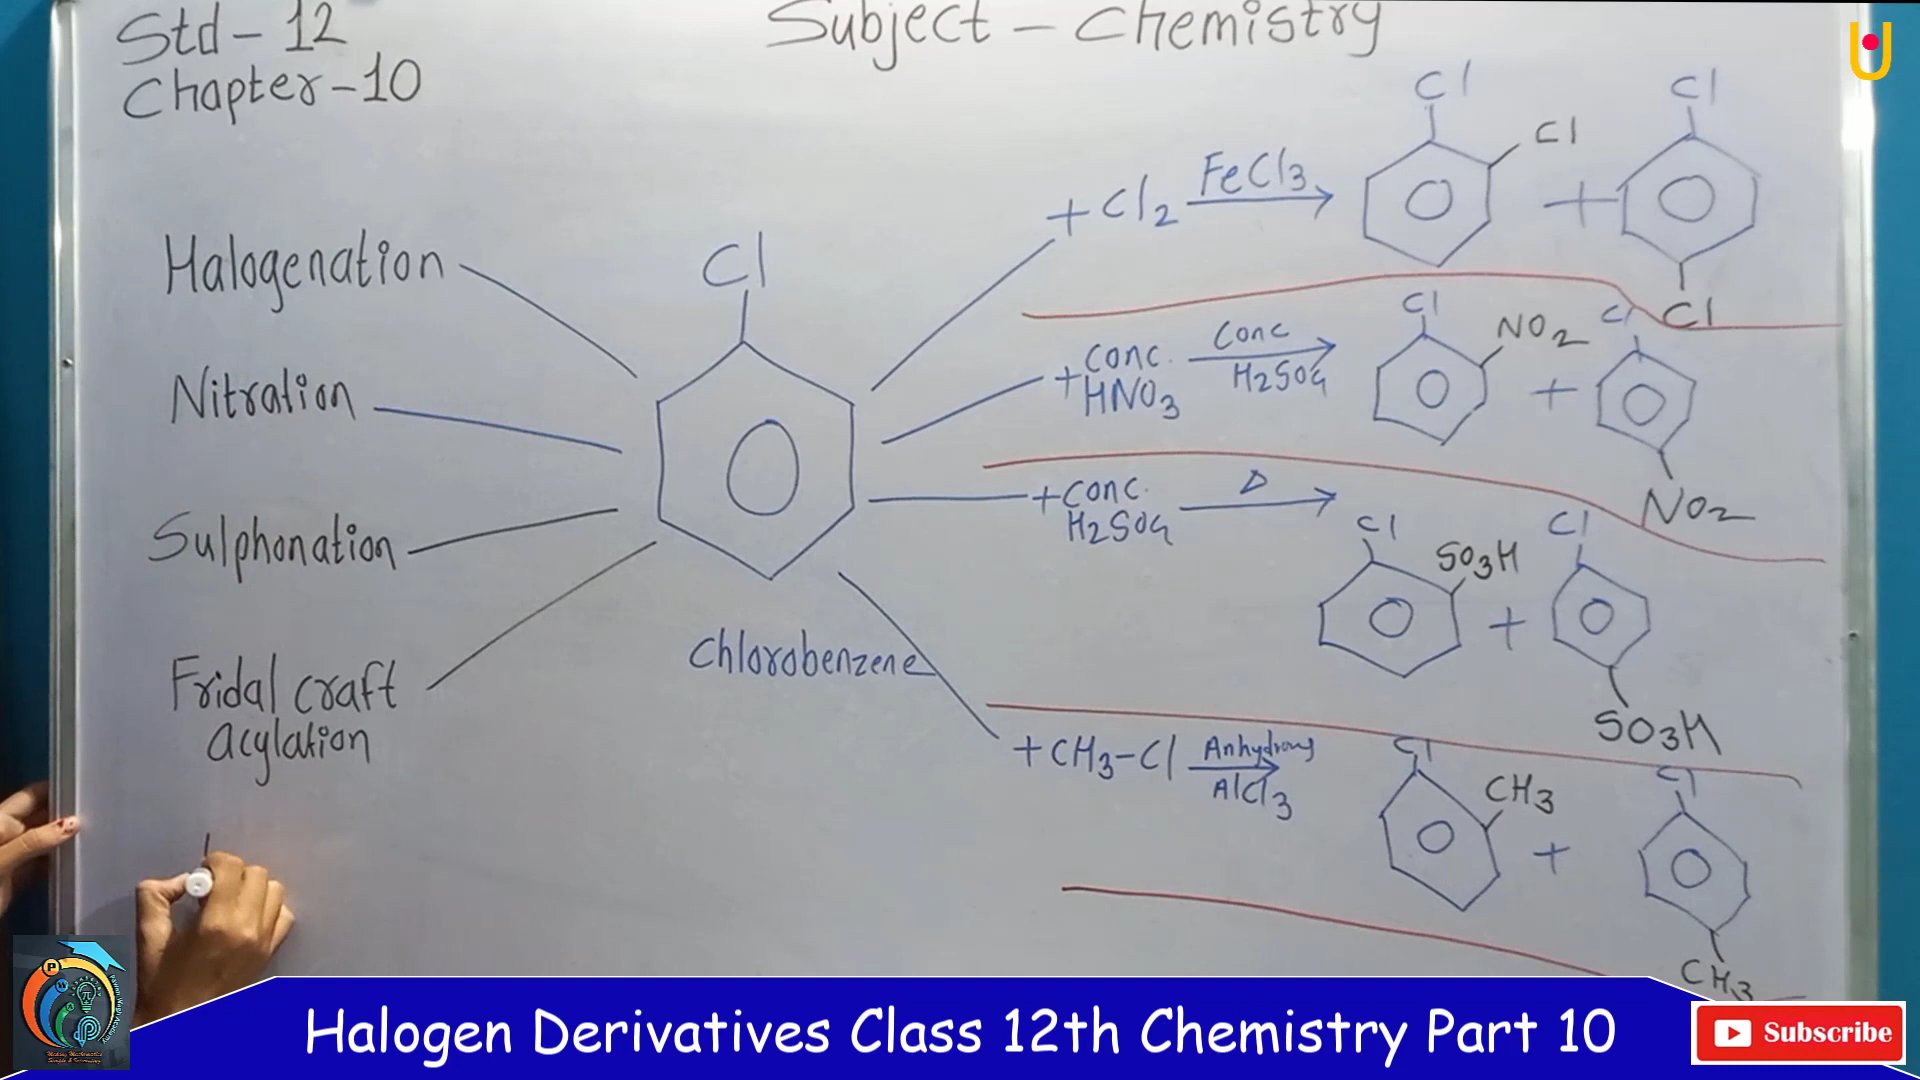 Std - 12
Subject - Chemistry
Chapter - 10
Halogenation
Nitration
Sulphonation
Fridal craft
acylation
Cl
Chlorobenzene
+ Cl2 FeCl3
Cl
Cl
+
Cl
Cl
+ Conc. HNO3
Conc
H2SO4
Cl
NO2
+
Cl
NO2
+ Conc. H2SO4
Δ
Cl
SO3H
+
Cl
SO3H
+ CH3-Cl
Anhydrous
AlCl3
Cl
CH3
+
Cl
CH3
Halogen Derivatives Class 12th Chemistry Part 10
Subscribe